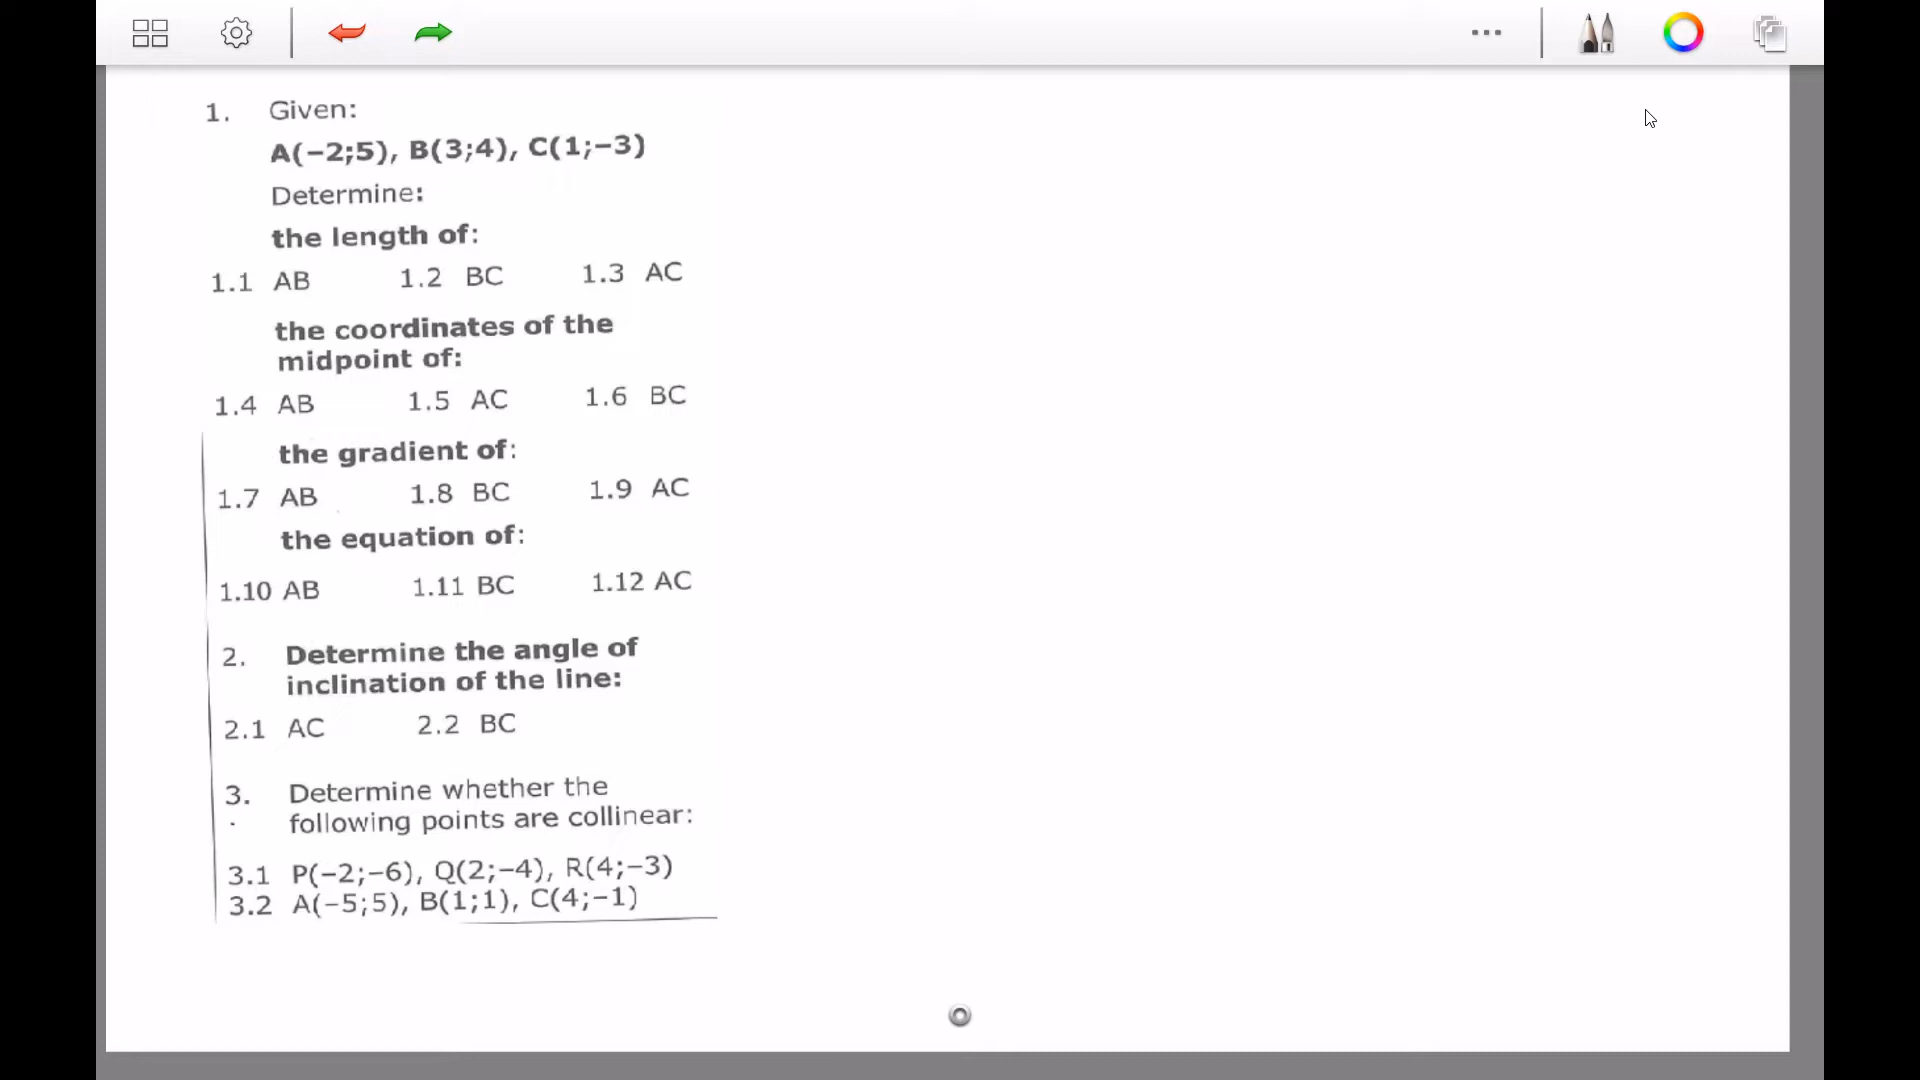 1. Given:
A(−2;5), B(3;4), C(1;−3)
Determine:
the length of:
1.1 AB 1.2 BC 1.3 AC
the coordinates of the
midpoint of:
1.4 AB 1.5 AC 1.6 BC
the gradient of:
1.7 AB 1.8 BC 1.9 AC
the equation of:
1.10 AB 1.11 BC 1.12 AC
2. Determine the angle of
inclination of the line:
2.1 AC 2.2 BC
3. Determine whether the
following points are collinear:
3.1 P(−2;−6), Q(2;−4), R(4;−3)
3.2 A(−5;5), B(1;1), C(4;−1)